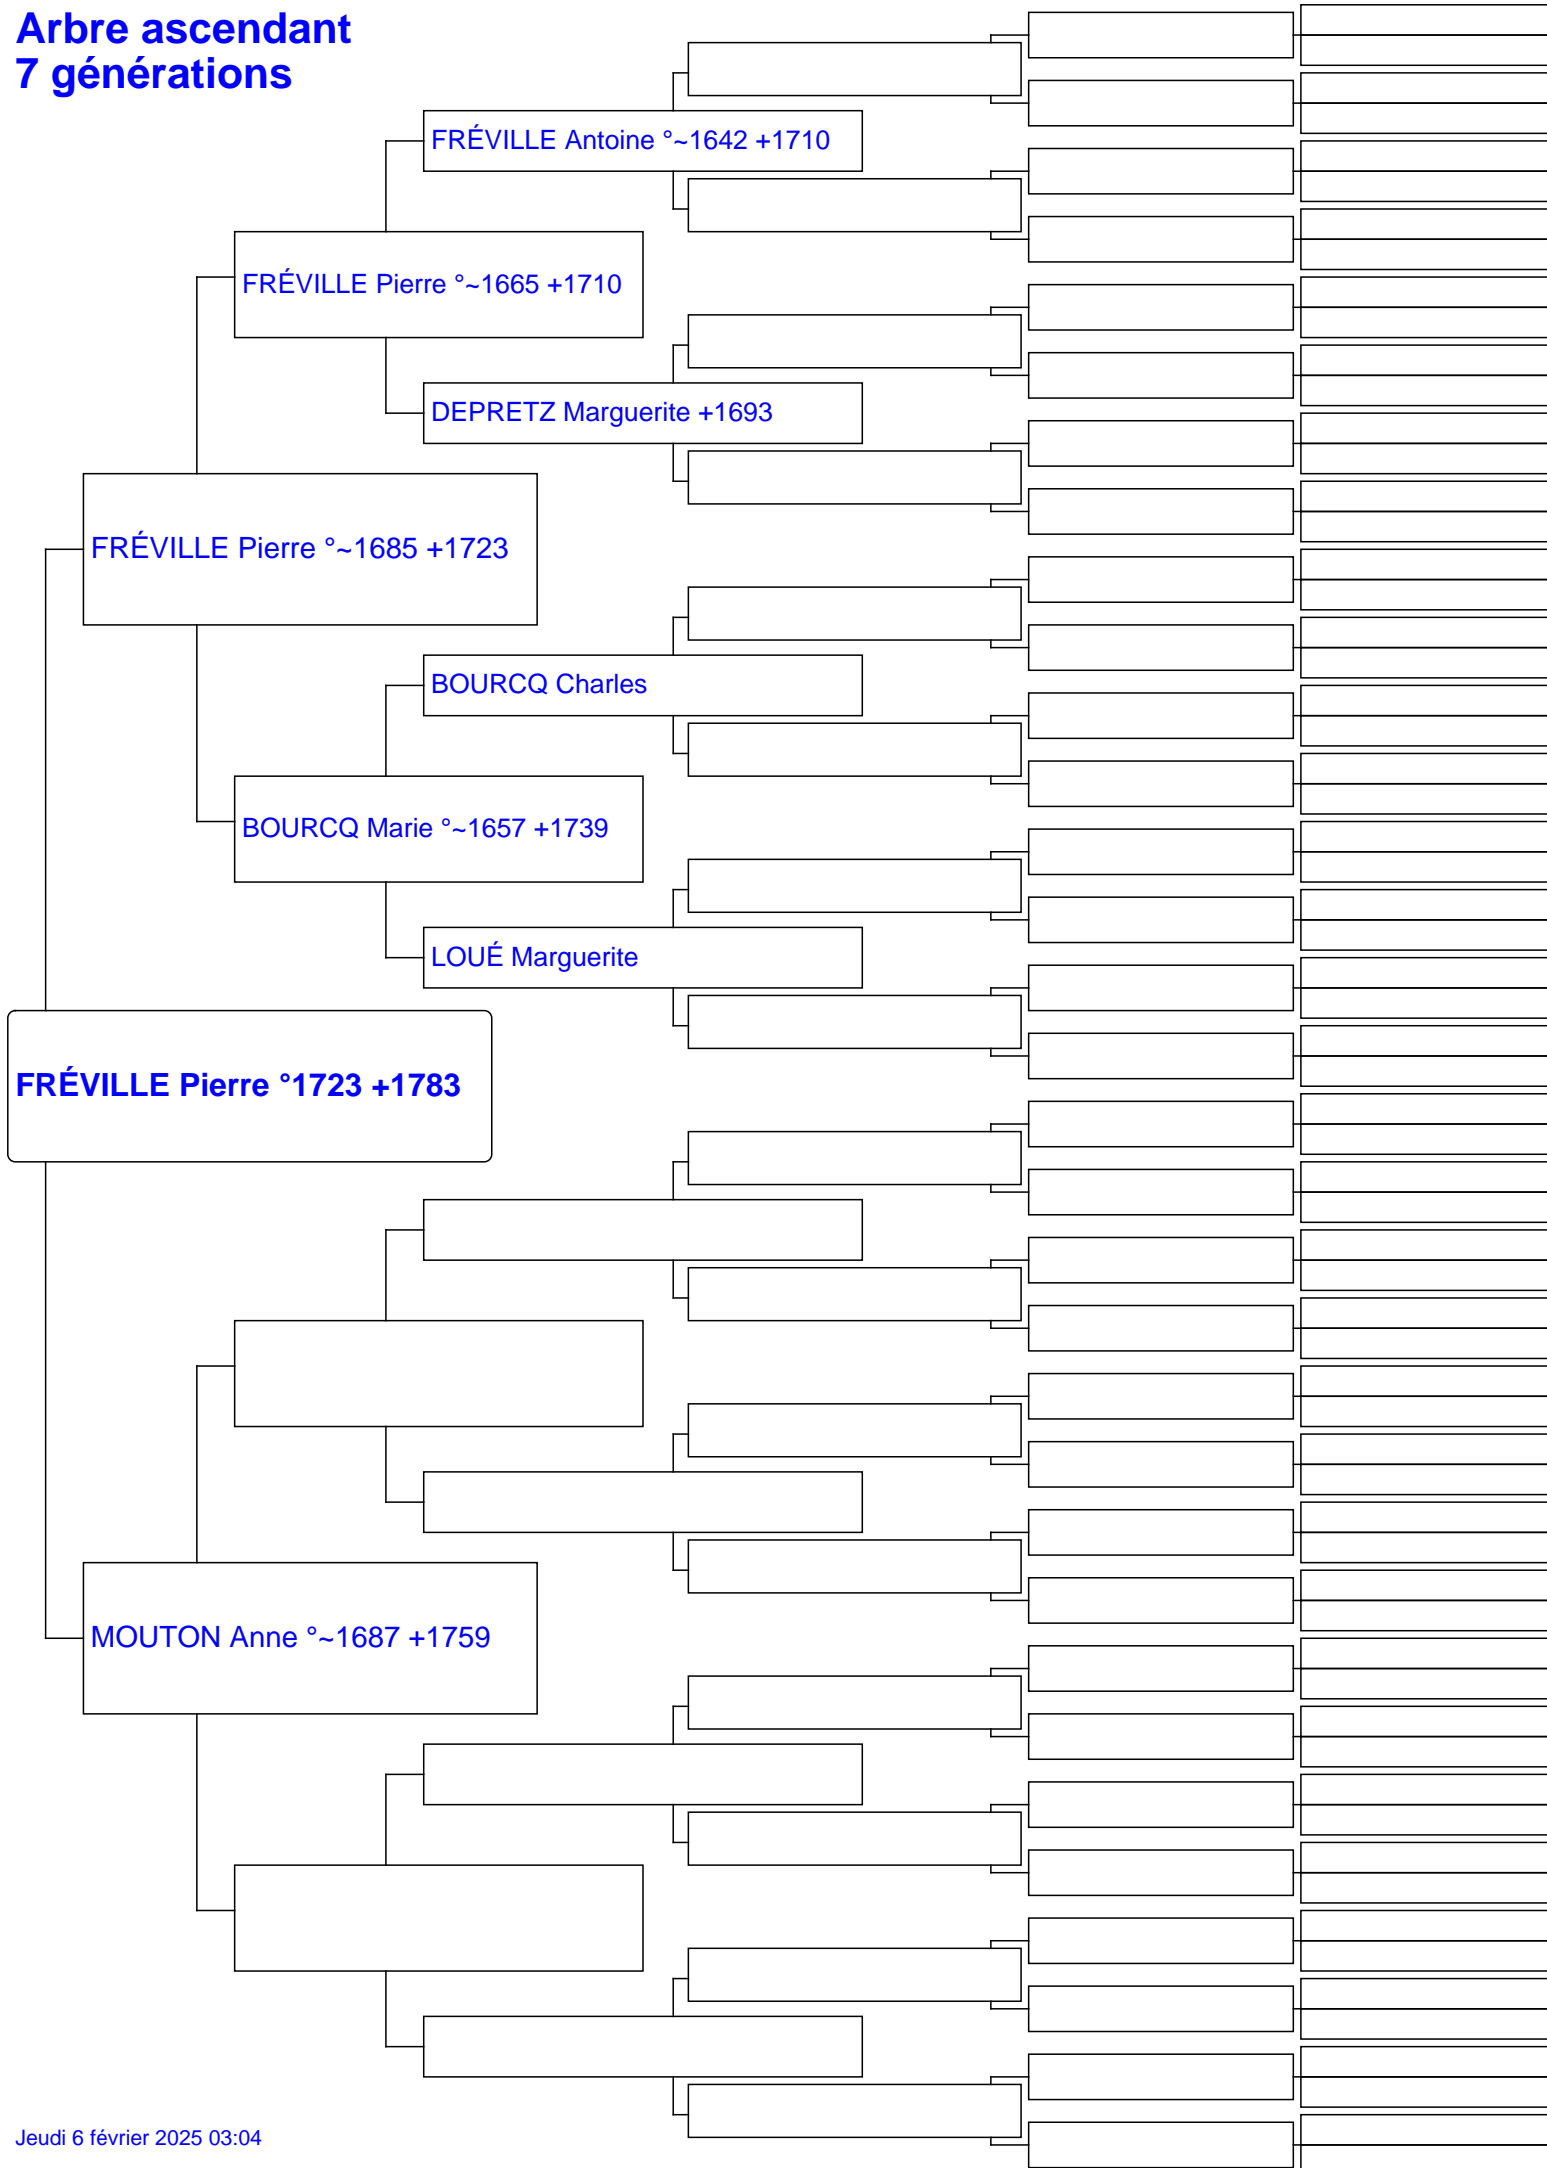 Arbre ascendant
7 générations
FRÉVILLE Antoine °~1642 +1710
FRÉVILLE Pierre °~1665 +1710
DEPRETZ Marguerite +1693
FRÉVILLE Pierre °~1685 +1723
BOURCQ Charles
BOURCQ Marie °~1657 +1739
LOUÉ Marguerite
FRÉVILLE Pierre °1723 +1783
MOUTON Anne °~1687 +1759
Jeudi 6 février 2025 03:04